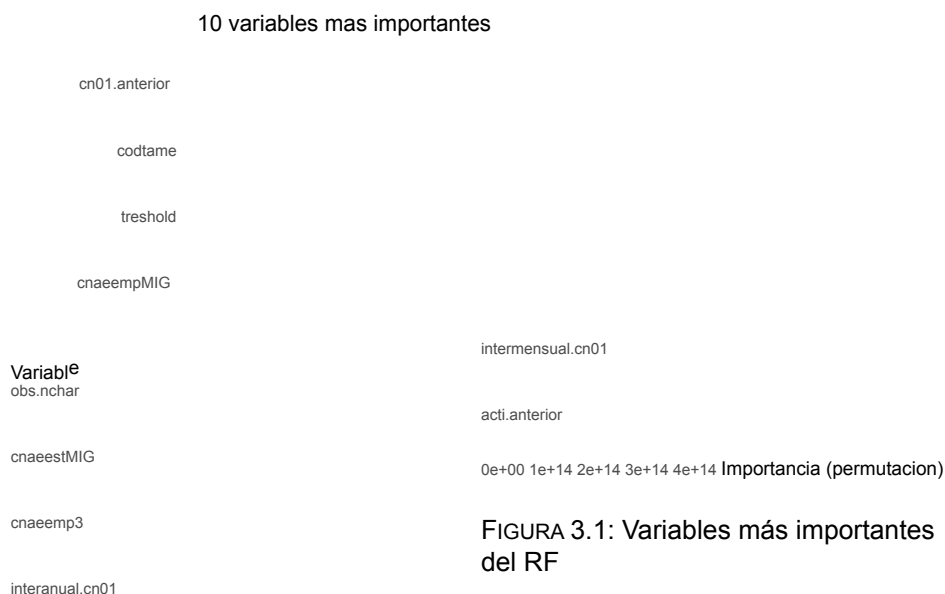 10 variables mas importantes
cn01.anterior
codtame
treshold
cnaeempMIG
Variable
obs.nchar
cnaeestMIG
cnaeemp3
interanual.cn01
intermensual.cn01
acti.anterior
0e+00 1e+14 2e+14 3e+14 4e+14 Importancia (permutacion)
FIGURA 3.1: Variables más importantes
del RF